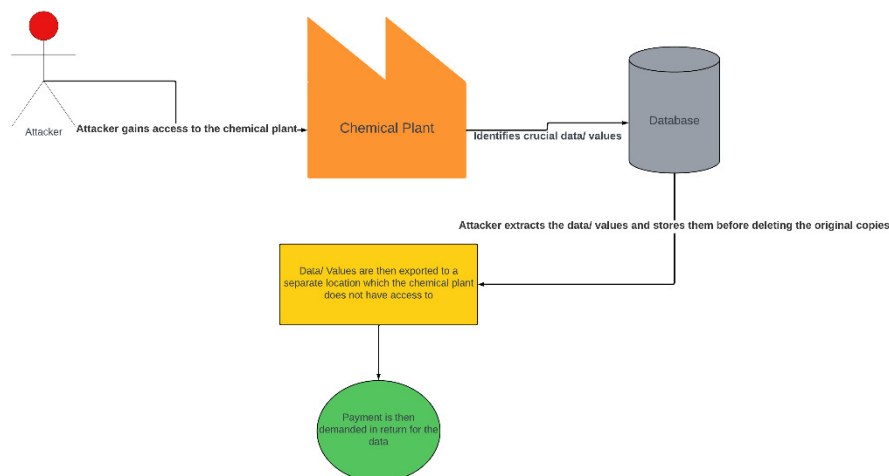 Attacker
Attacker gains access to the chemical plant
Chemical Plant
Identifies crucial data/ values
Database
Attacker extracts the data/ values and stores them before deleting the original copies
Data/ Values are then exported to a
separate location which the chemical plant
does not have access to
Payment is then
demanded in return for the
data